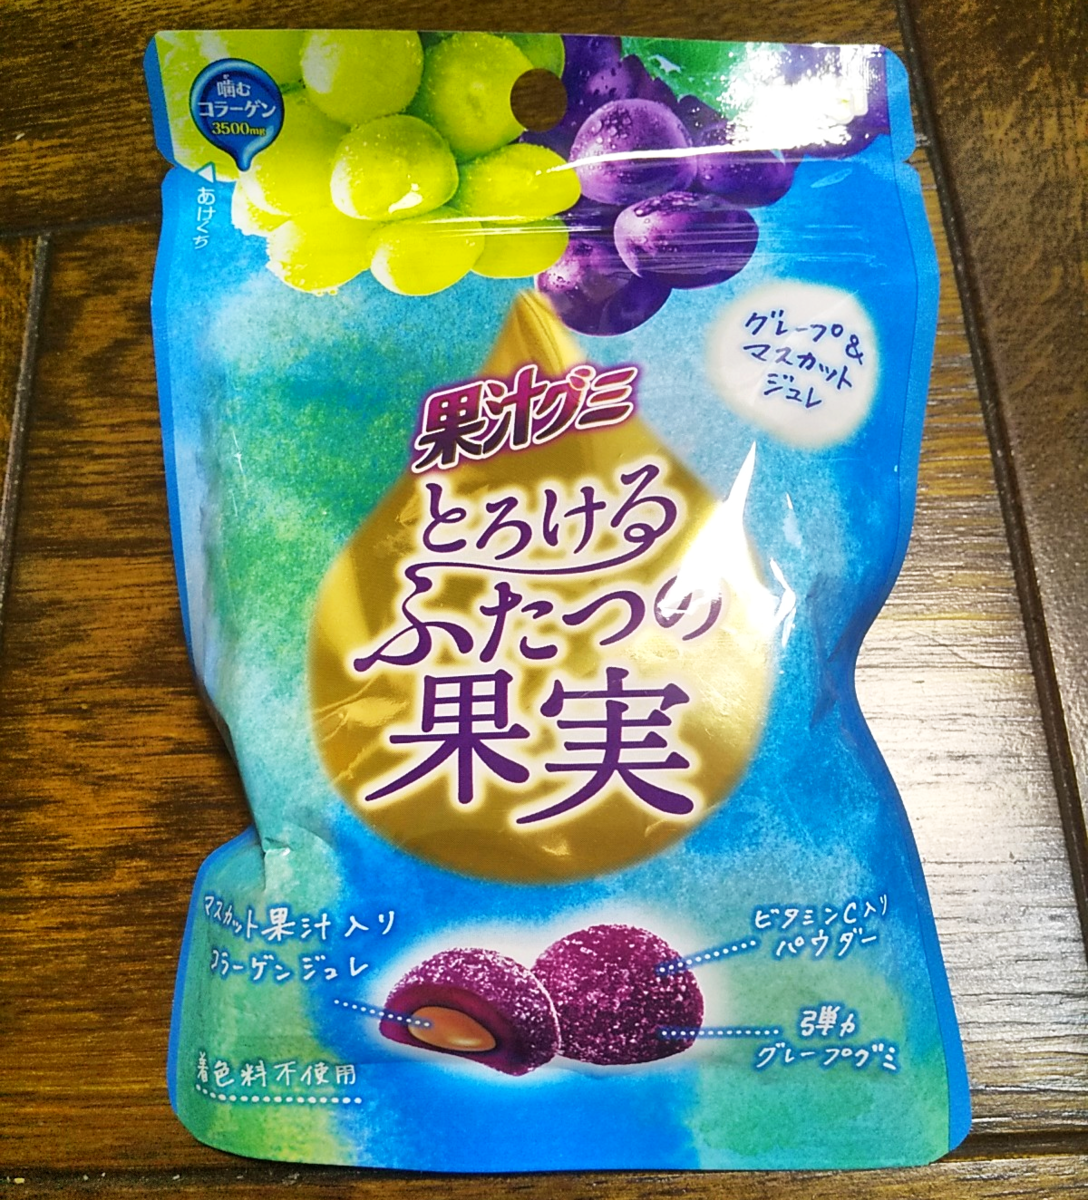 噛む
コラーゲン
3500mg
あけくち
グレープ&
マスカット
ジュレ
果汁グミ
とろける
ふたつの
果実
マスカット果汁入り
コラーゲンジュレ
ビタミンC入り
パウダー
弾力
グレープグミ
着色料不使用